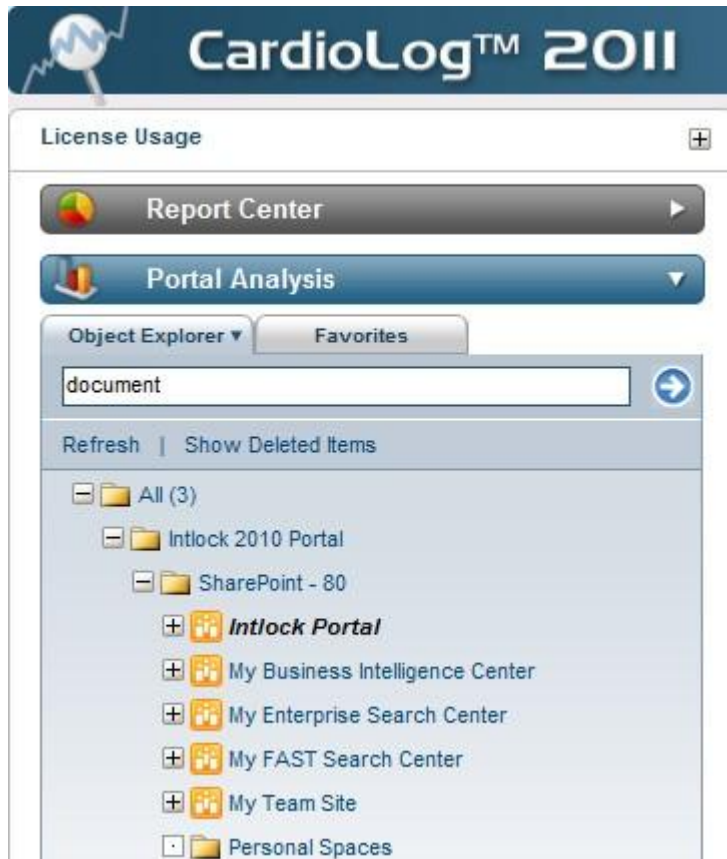 CardioLog™ 2011
License Usage
Report Center
Portal Analysis
Object Explorer Favorites
document
Refresh | Show Deleted Items
All (3)
Intlock 2010 Portal
SharePoint - 80
Intlock Portal
My Business Intelligence Center
My Enterprise Search Center
My FAST Search Center
My Team Site
Personal Spaces